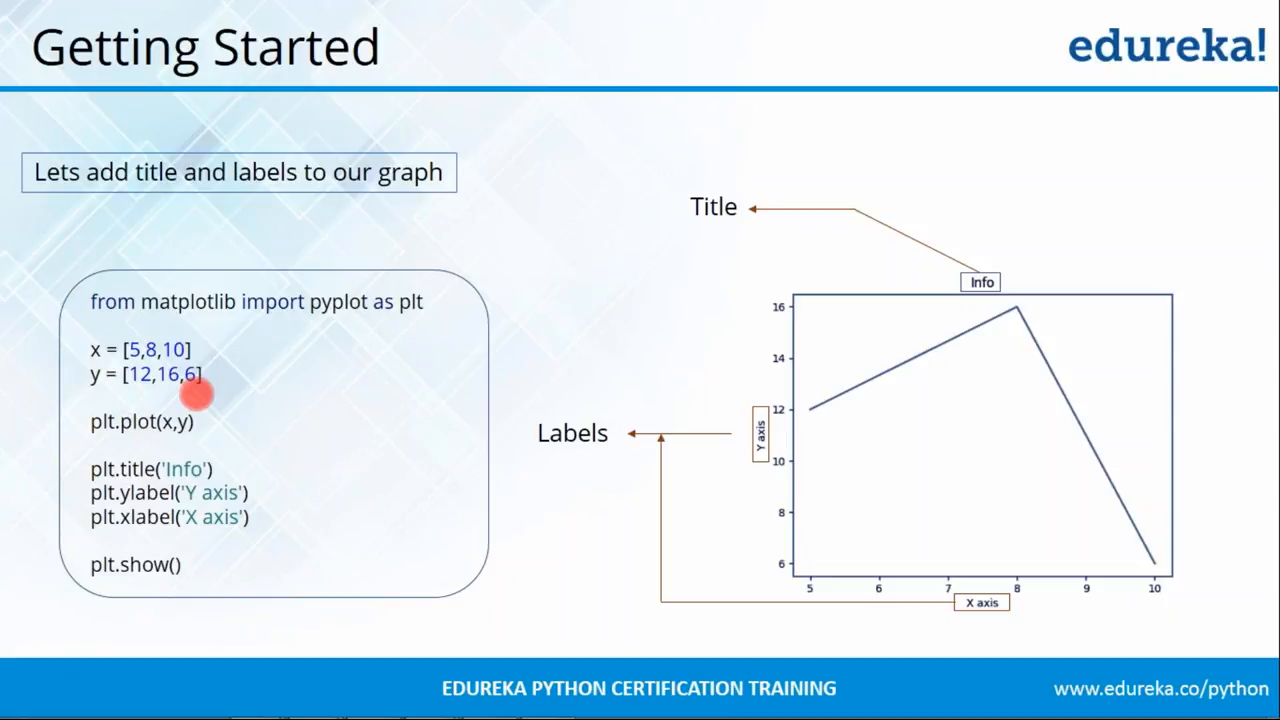 Getting Started
edureka!
Lets add title and labels to our graph
from matplotlib import pyplot as plt
x = [5,8,10]
y = [12,16,6]
plt.plot(x,y)
plt.title('Info')
plt.ylabel('Y axis')
plt.xlabel('X axis')
plt.show()
Title
Info
Labels
Y axis
16
14
12
10
8
6
5 6 7 8 9 10
X axis
EDUREKA PYTHON CERTIFICATION TRAINING
www.edureka.co/python